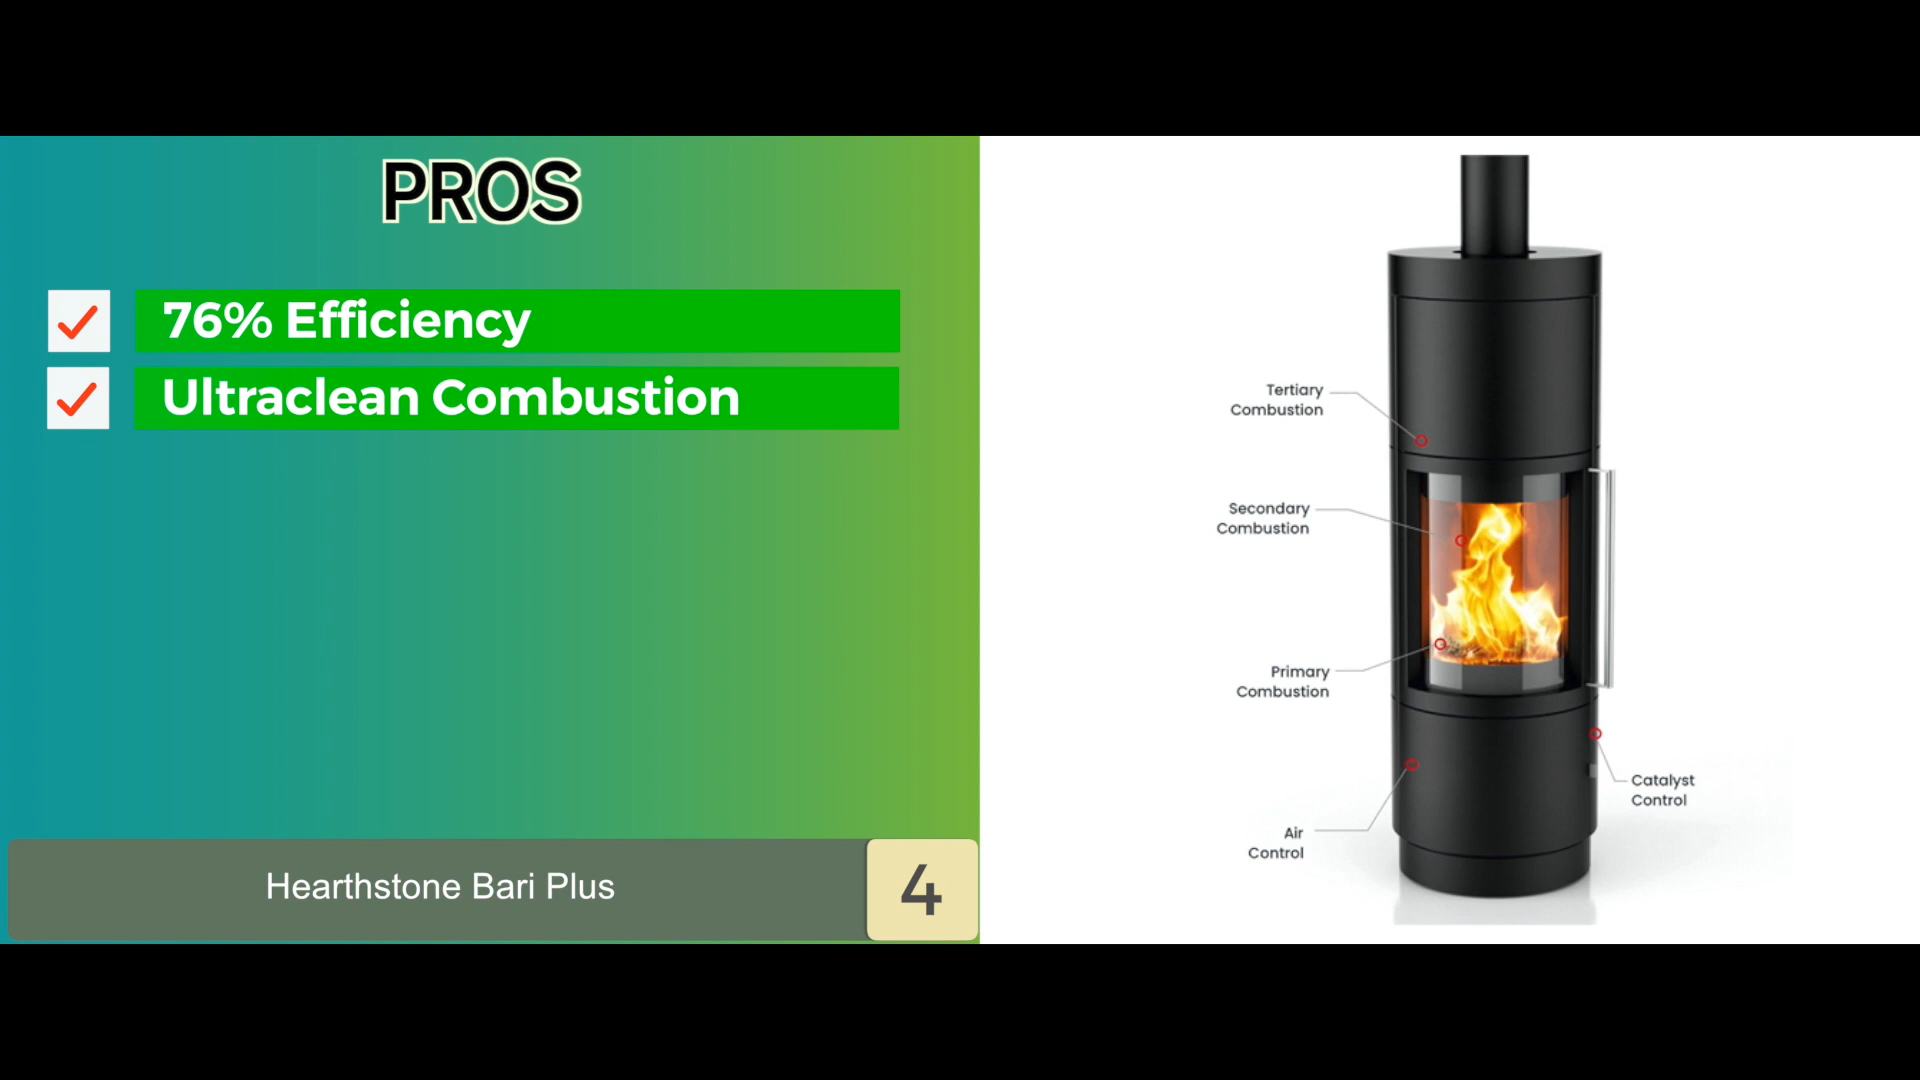 PROS
76% Efficiency
Ultraclean Combustion
Hearthstone Bari Plus
4
Tertiary
Combustion
Secondary
Combustion
Primary
Combustion
Air
Control
Catalyst
Control